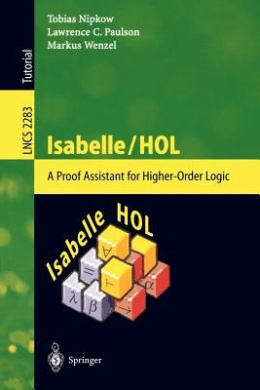 Tobias Nipkow
Lawrence C. Paulson
Markus Wenzel
LNCS 2283
Tutorial
Isabelle/HOL
A Proof Assistant for Higher-Order Logic
Isabelle HOL
∀
=
λ
β
α
→
Springer